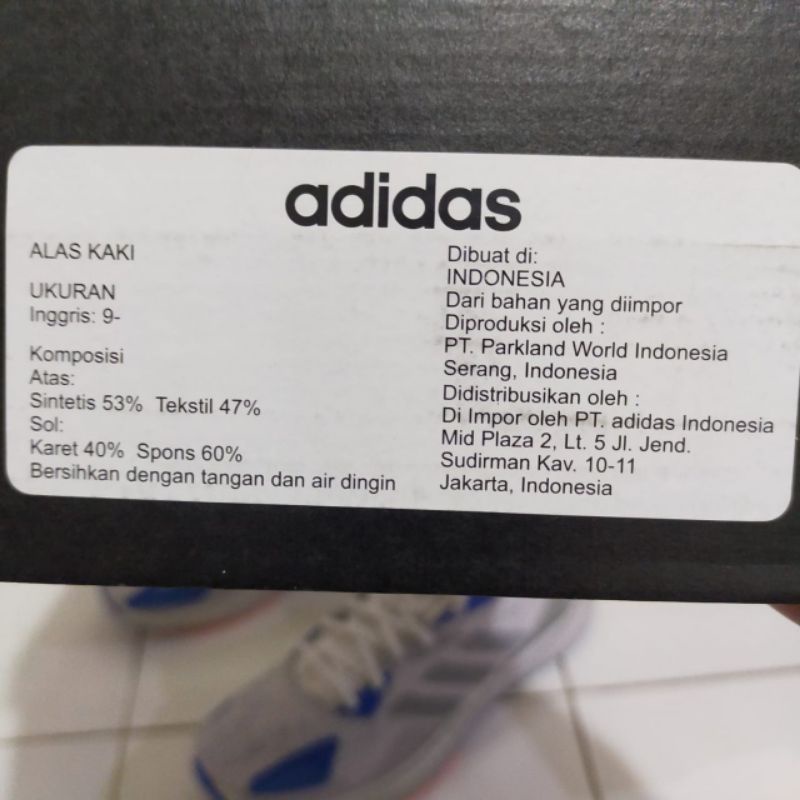 adidas
ALAS KAKI
UKURAN
Inggris: 9-
Komposisi
Atas:
Sintetis 53% Tekstil 47%
Sol:
Karet 40% Spons 60%
Bersihkan dengan tangan dan air dingin
Dibuat di:
INDONESIA
Dari bahan yang diimpor
Diproduksi oleh :
PT. Parkland World Indonesia
Serang, Indonesia
Didistribusikan oleh :
Di Impor oleh PT. adidas Indonesia
Mid Plaza 2, Lt. 5 Jl. Jend.
Sudirman Kav. 10-11
Jakarta, Indonesia